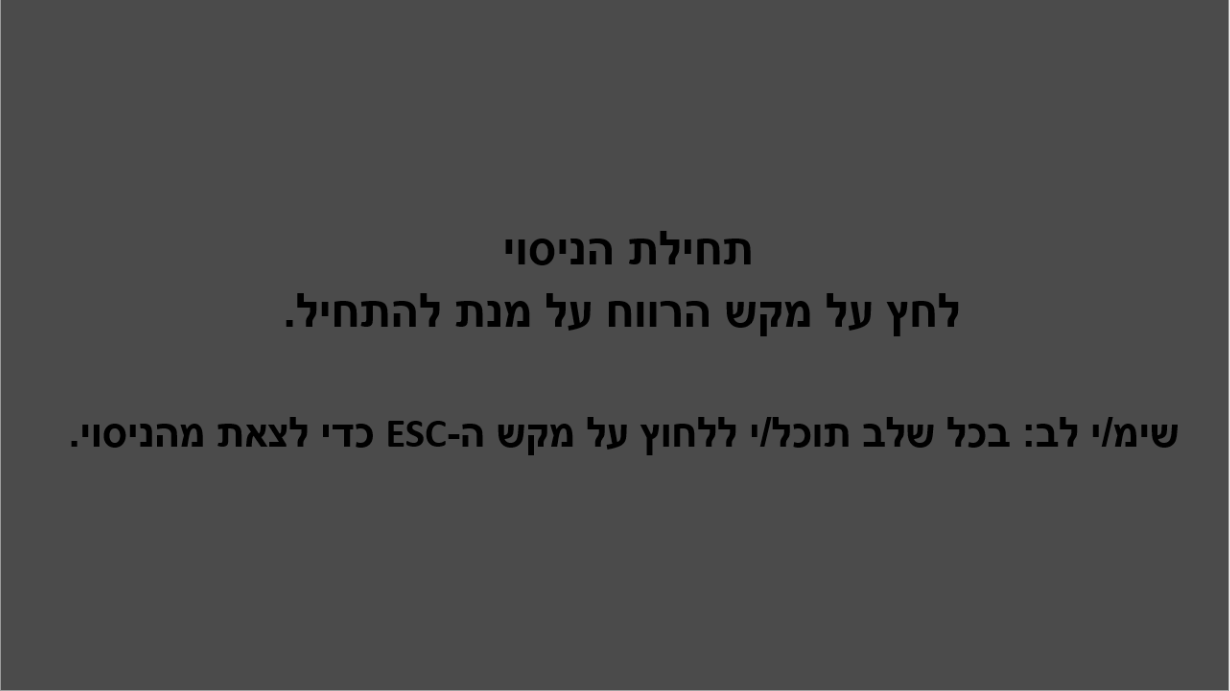 תחילת הניסוי
לחץ על מקש הרווח על מנת להתחיל.
שימ/י לב: בכל שלב תוכל/י ללחוץ על מקש ה-ESC כדי לצאת מהניסוי.